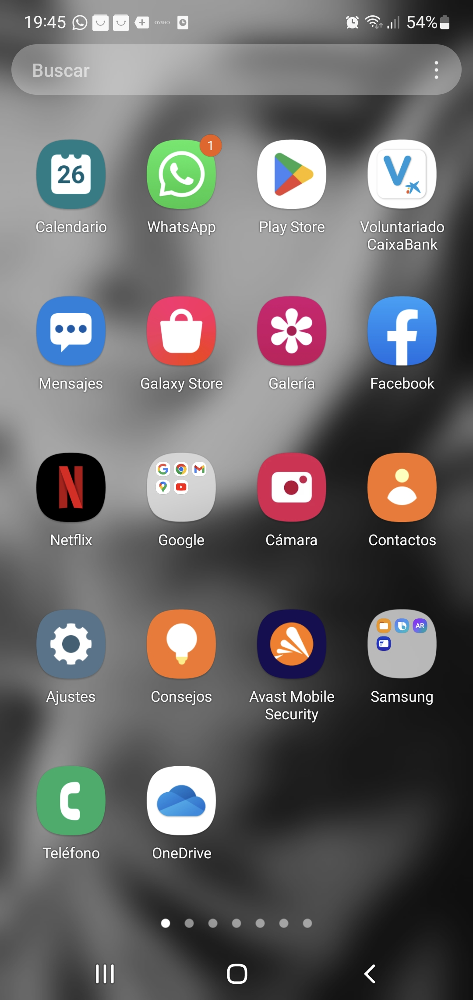 19:45 OYSHO 54%
Buscar
26 1 V
Calendario WhatsApp Play Store Voluntariado
CaixaBank
Mensajes Galaxy Store Galería Facebook
N
Netflix Google Cámara Contactos
AR
Ajustes Consejos Avast Mobile Samsung
Security
Teléfono OneDrive